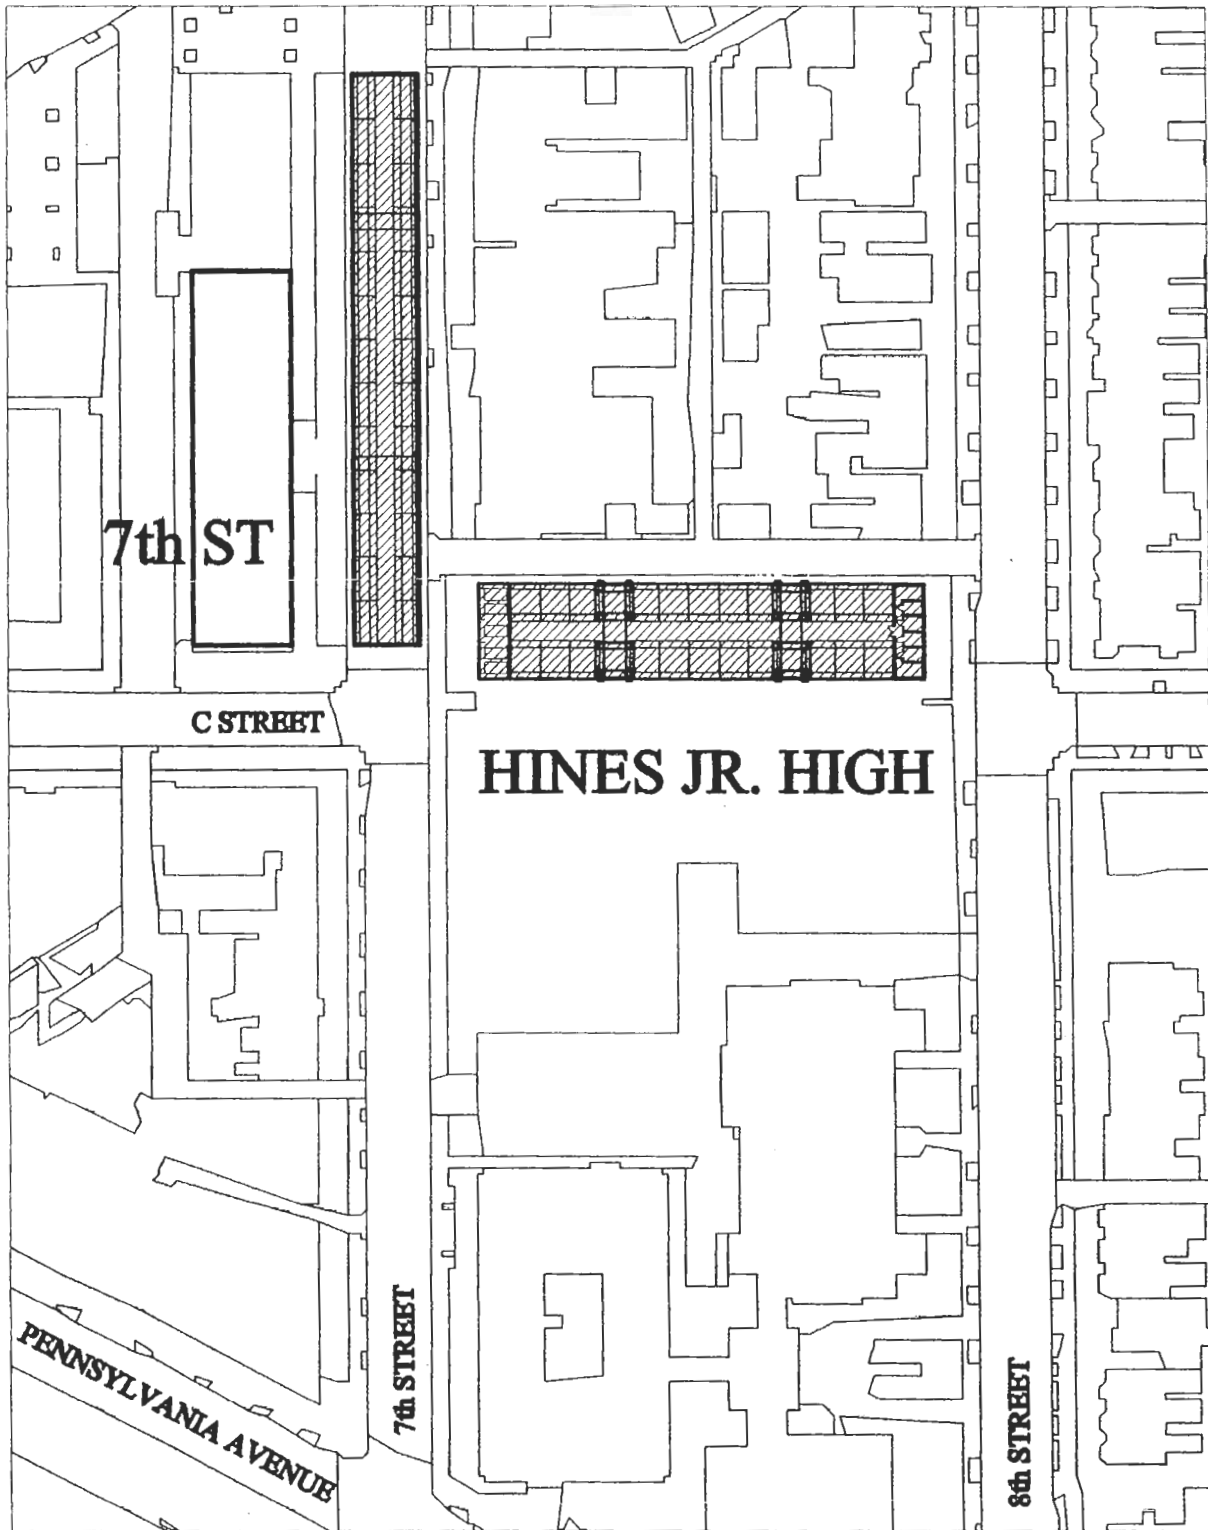 7th ST
C STREET
HINES JR. HIGH
7th STREET
PENNSYLVANIA AVENUE
8th STREET